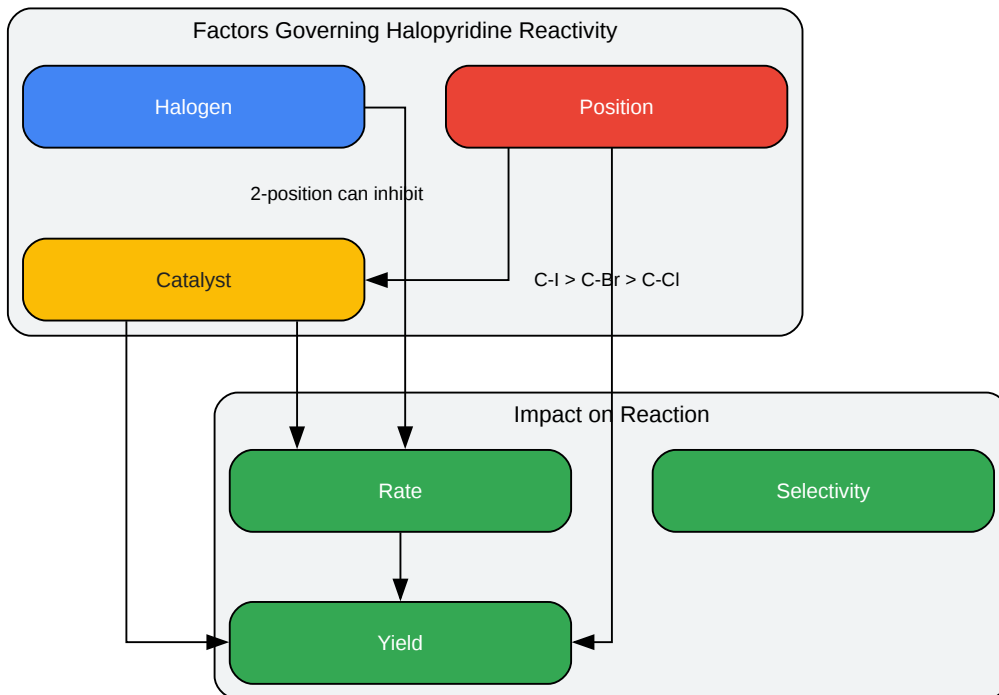 Factors Governing Halopyridine Reactivity
Halogen
Position
2-position can inhibit
Catalyst
C-I > C-Br > C-Cl
Impact on Reaction
Rate
Selectivity
Yield